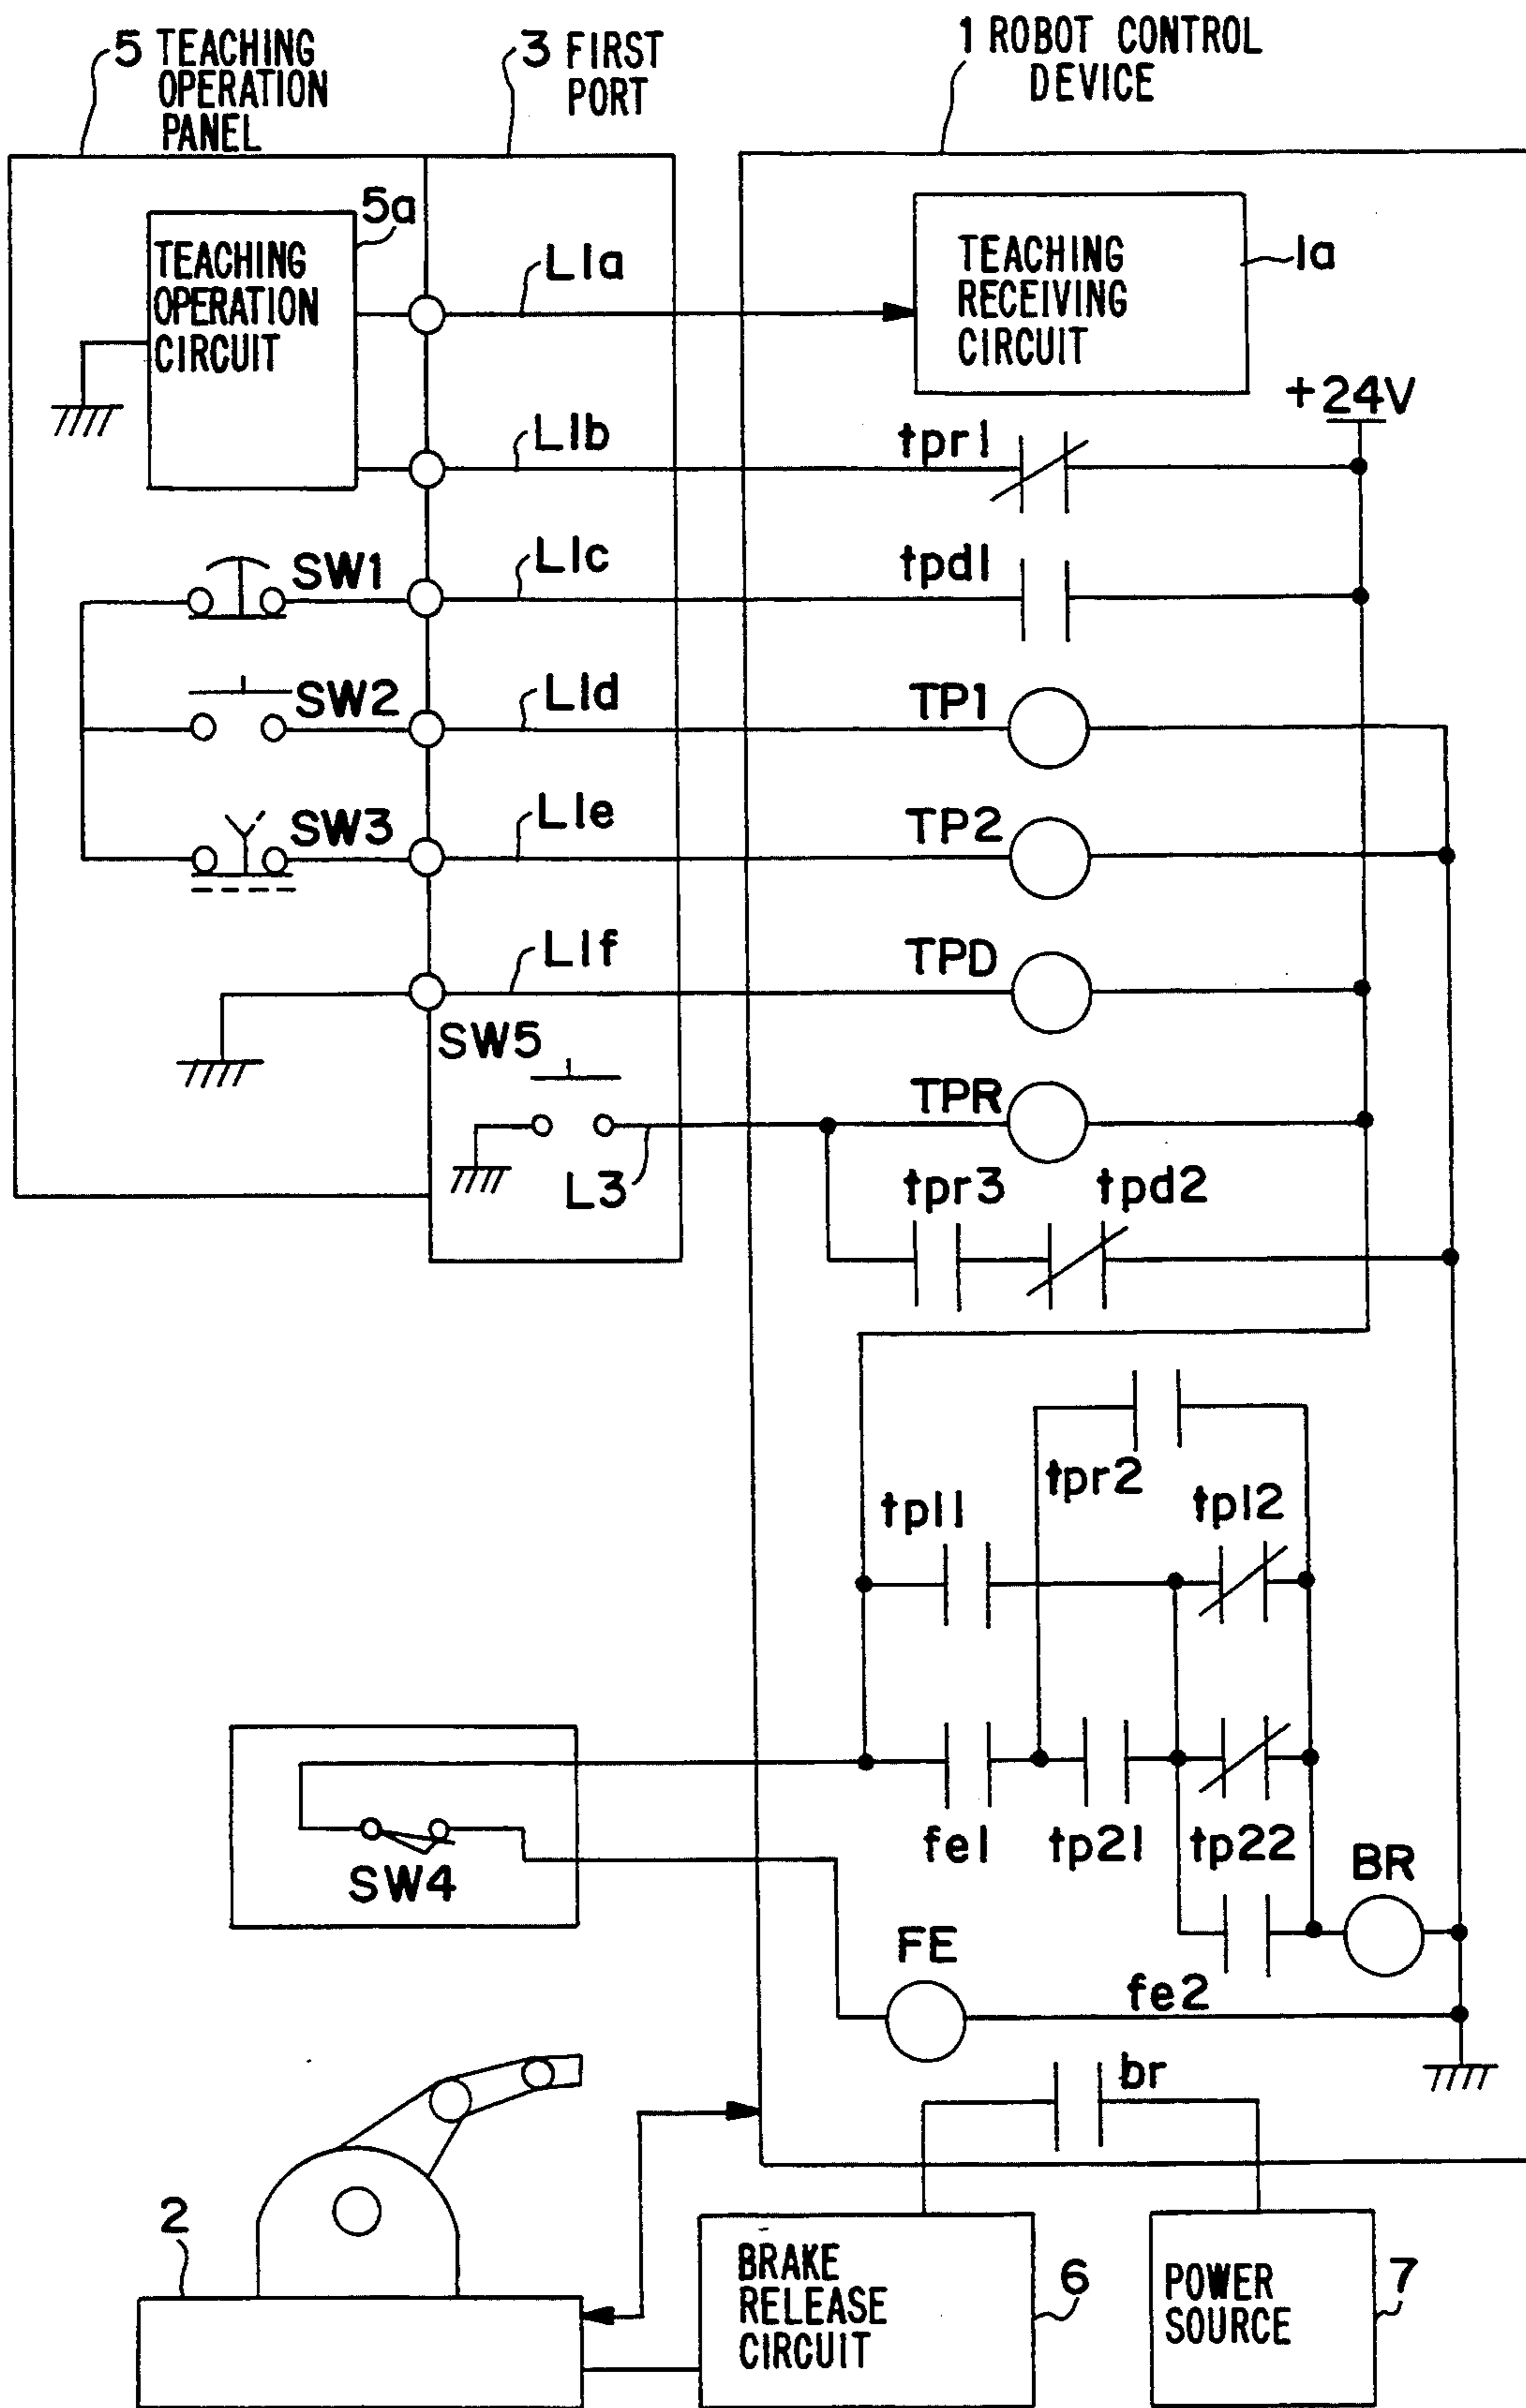 5 TEACHING
OPERATION
PANEL
3 FIRST
PORT
1 ROBOT CONTROL
DEVICE
5a
TEACHING
OPERATION
CIRCUIT
L1a
TEACHING
RECEIVING
CIRCUIT
1a
+24V
L1b
tpr1
SW1
L1c
tpd1
SW2
L1d
TP1
SW3
L1e
TP2
L1f
TPD
SW5
TPR
L3
tpr3
tpd2
tpr2
tp11
tp12
fe1
tp21
tp22
BR
SW4
FE
fe2
br
2
BRAKE
RELEASE
CIRCUIT
6
POWER
SOURCE
7